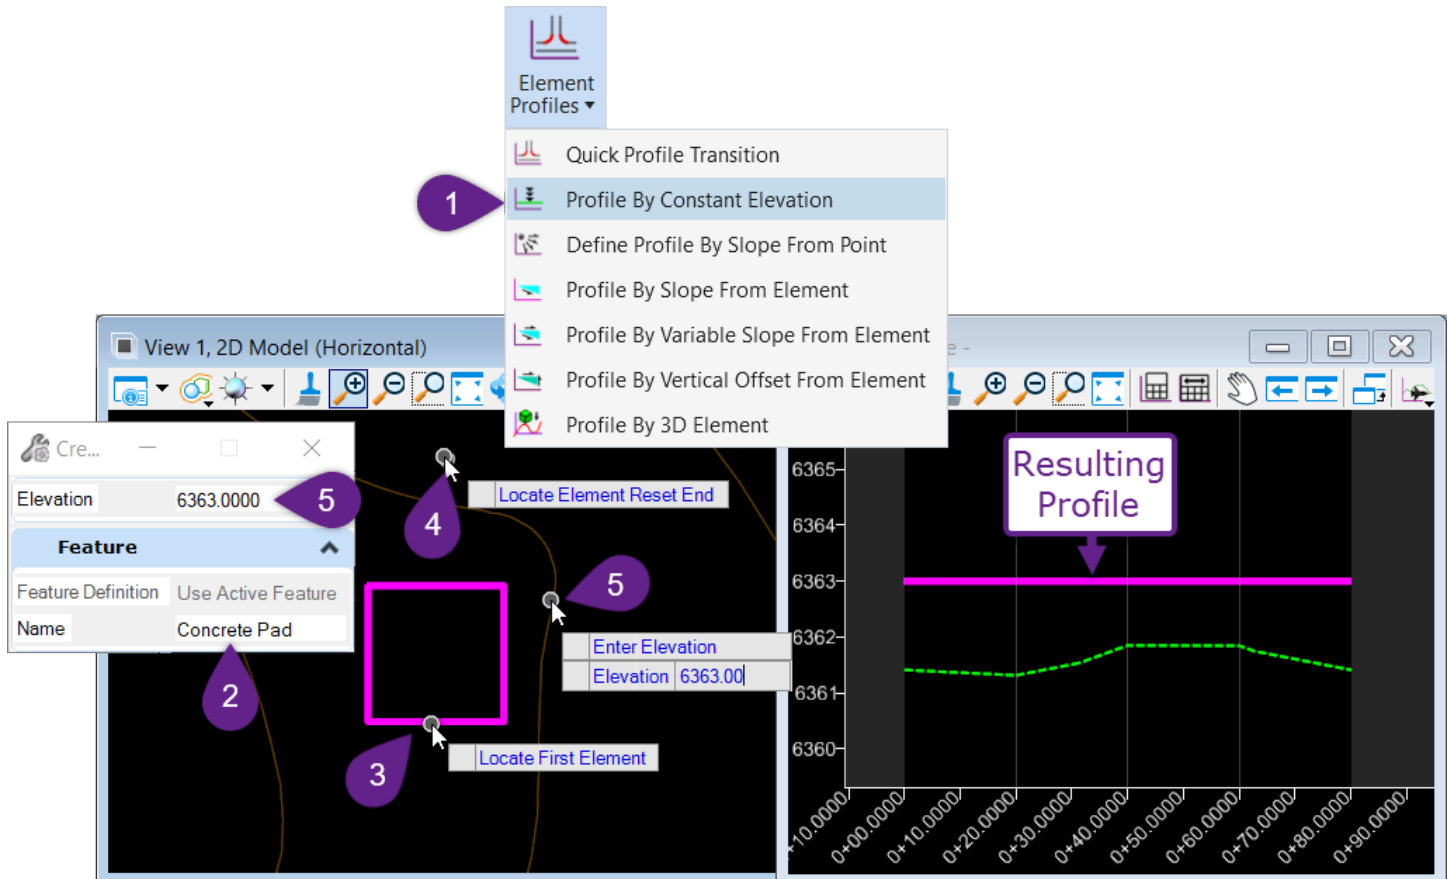 Element
Profiles
Quick Profile Transition
1
Profile By Constant Elevation
Define Profile By Slope From Point
Profile By Slope From Element
Profile By Variable Slope From Element
Profile By Vertical Offset From Element
Profile By 3D Element
View 1, 2D Model (Horizontal)
e -
Cre...
Elevation 6363.0000
5
Feature
Feature Definition Use Active Feature
Name Concrete Pad
2
Locate Element Reset End
4
5
Enter Elevation
Elevation 6363.00
Locate First Element
3
Resulting
Profile
6365
6364
6363
6362
6361
6360
+10.0000
0+00.0000
0+10.0000
0+20.0000
0+30.0000
0+40.0000
0+50.0000
0+60.0000
0+70.0000
0+80.0000
0+90.0000